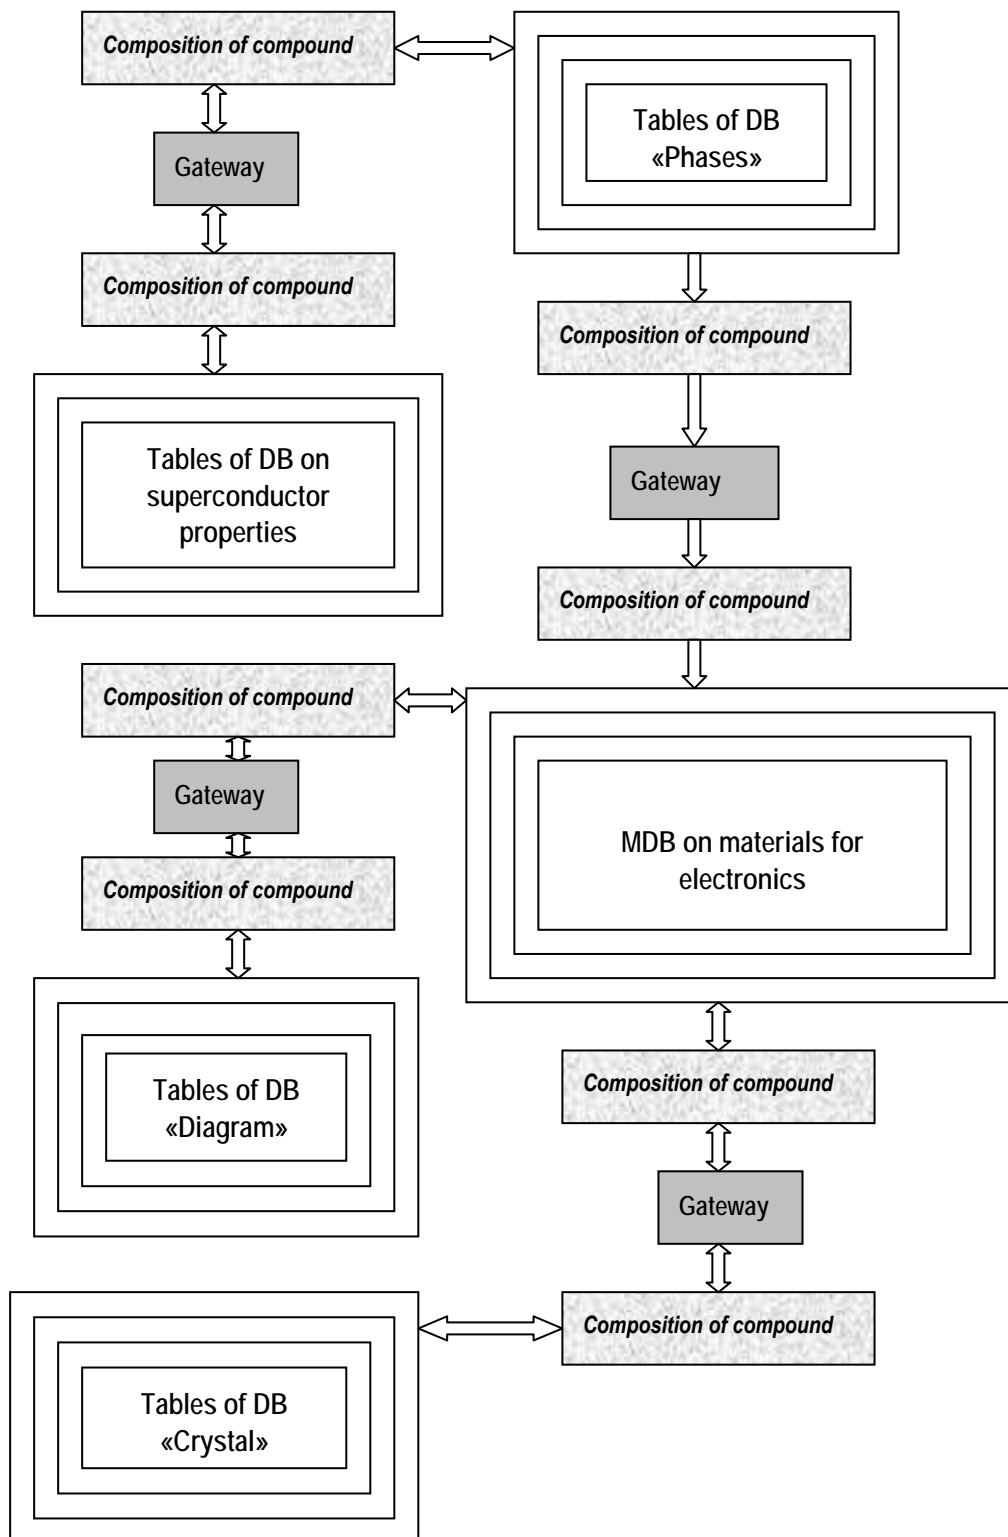 Composition of compound
Tables of DB
«Phases»
Gateway
Composition of compound
Composition of compound
Tables of DB on
superconductor
properties
Gateway
Composition of compound
Composition of compound
Gateway
MDB on materials for
electronics
Composition of compound
Composition of compound
Tables of DB
«Diagram»
Gateway
Composition of compound
Tables of DB
«Crystal»